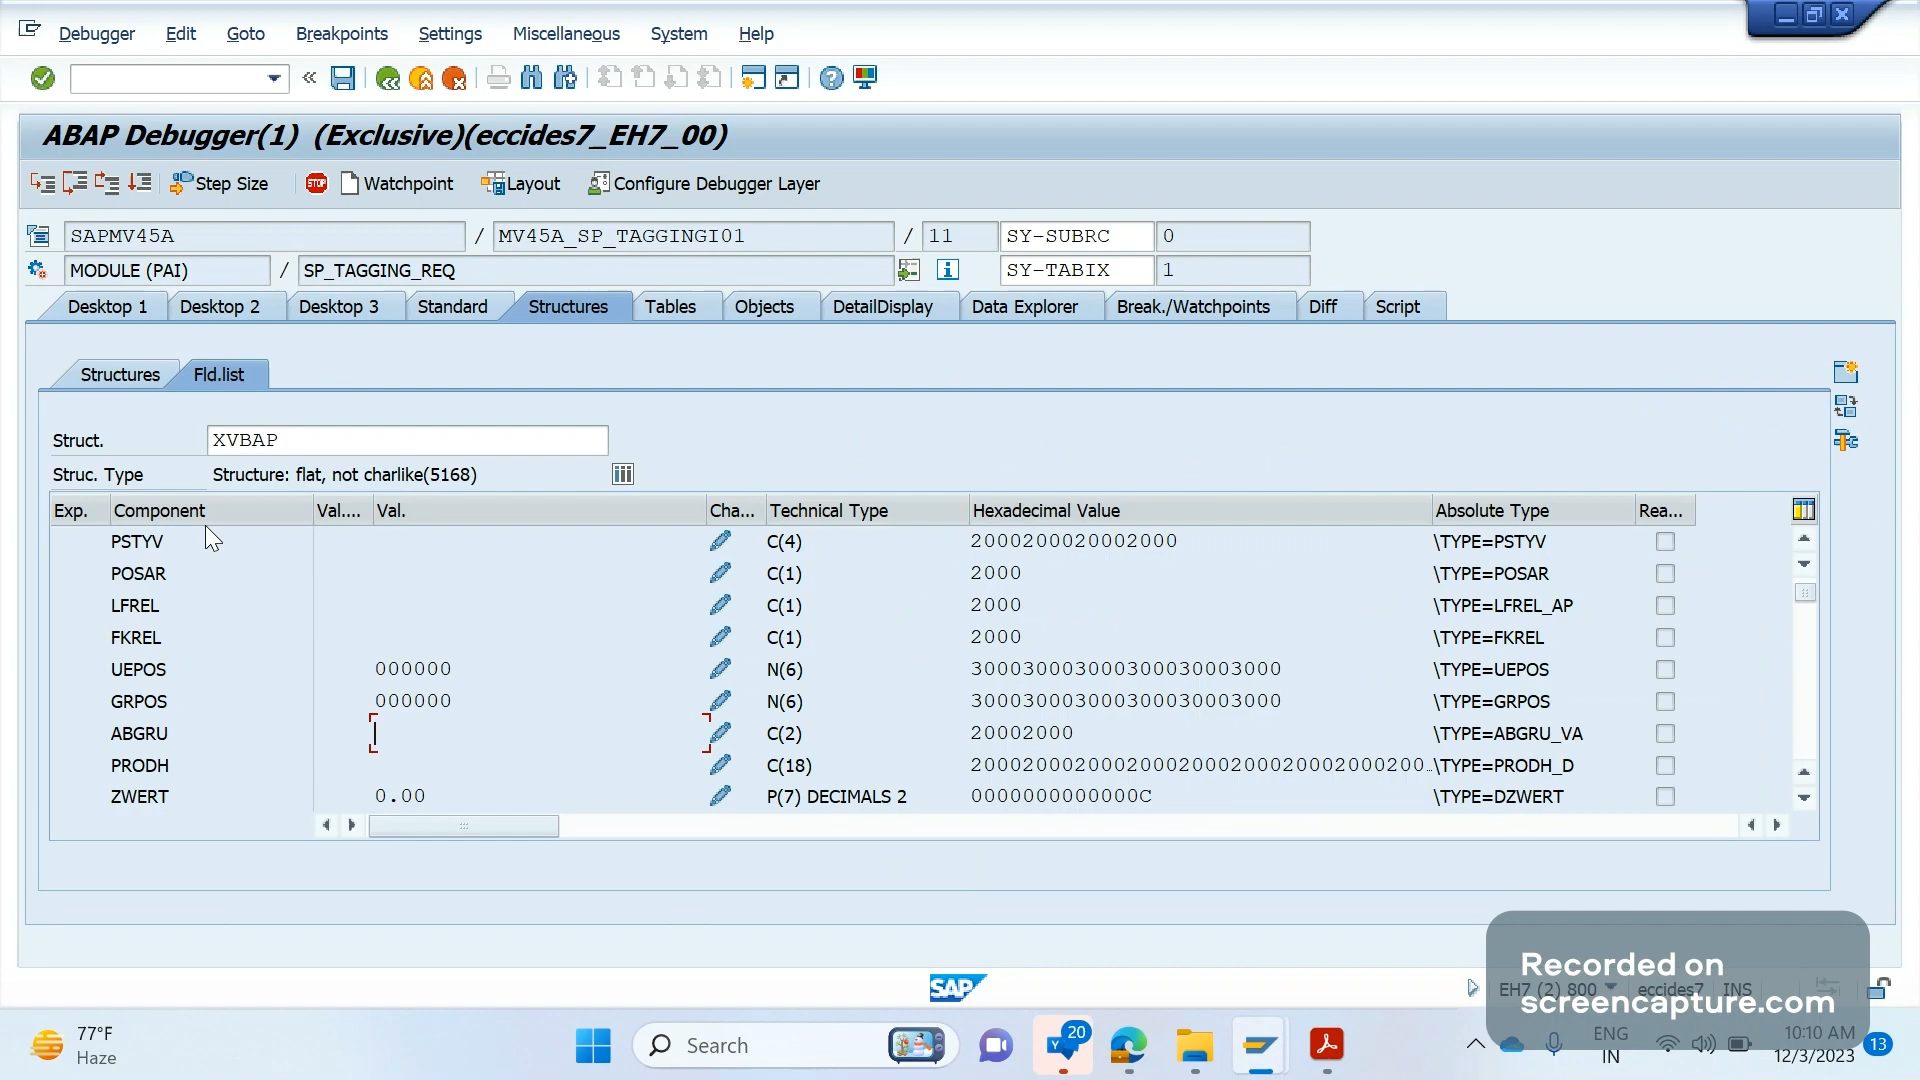 Debugger Edit Goto Breakpoints Settings Miscellaneous System Help
ABAP Debugger(1) (Exclusive)(eccides7_EH7_00)
Step Size STOP Watchpoint Layout Configure Debugger Layer
SAPMV45A / MV45A_SP_TAGGINGI01 / 11 SY-SUBRC 0
MODULE (PAI) / SP_TAGGING_REQ SY-TABIX 1
Desktop 1 Desktop 2 Desktop 3 Standard Structures Tables Objects DetailDisplay Data Explorer Break./Watchpoints Diff Script
Structures Fld.list
Struct. XVBAP
Struc. Type Structure: flat, not charlike(5168)
Exp. Component Val.... Val. Cha... Technical Type Hexadecimal Value Absolute Type Rea...
PSTYV C(4) 2000200020002000 \TYPE=PSTYV
POSAR C(1) 2000 \TYPE=POSAR
LFREL C(1) 2000 \TYPE=LFREL_AP
FKREL C(1) 2000 \TYPE=FKREL
UEPOS 000000 N(6) 300030003000300030003000 \TYPE=UEPOS
GRPOS 000000 N(6) 300030003000300030003000 \TYPE=GRPOS
ABGRU C(2) 20002000 \TYPE=ABGRU_VA
PRODH C(18) 20002000200020002000200020002000200... \TYPE=PRODH_D
ZWERT 0.00 P(7) DECIMALS 2 0000000000000C \TYPE=DZWERT
SAP
EH7 (2) 800 eccides7 INS
Recorded on
screencapture.com
77°F
Haze
Search
20
ENG
IN
10:10 AM
12/3/2023
13